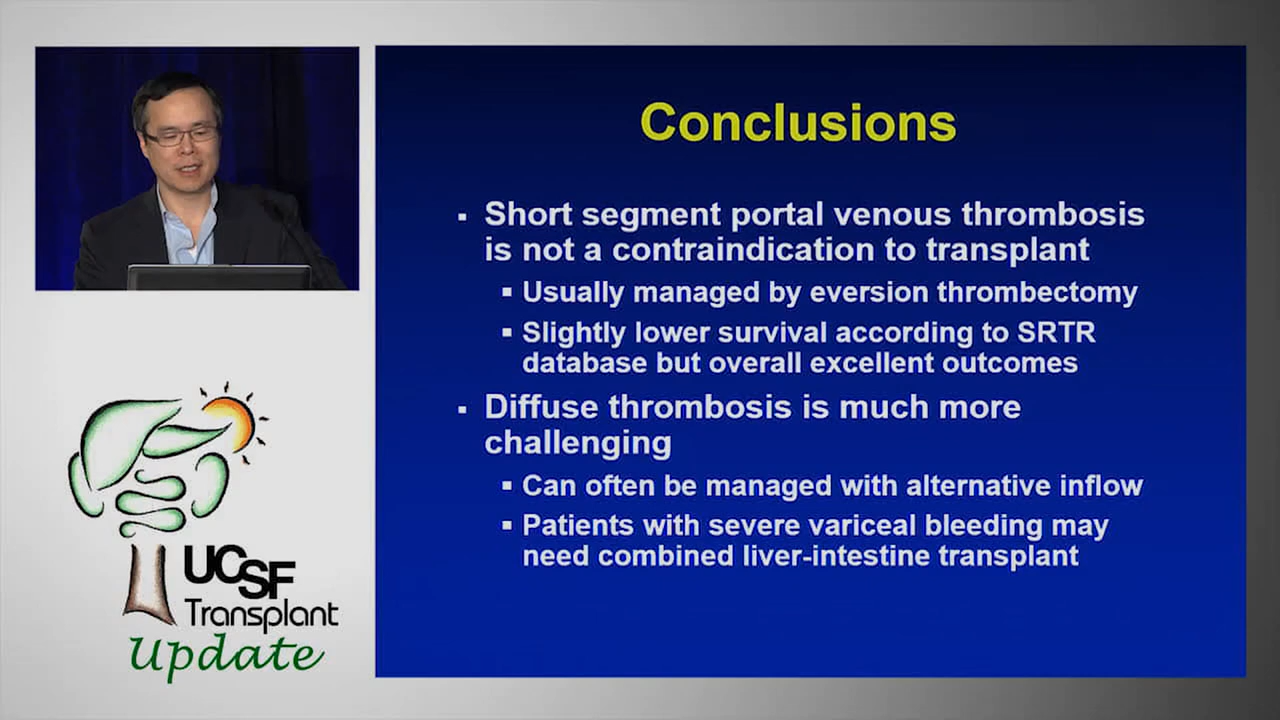 Conclusions
▪ Short segment portal venous thrombosis
is not a contraindication to transplant
▪ Usually managed by eversion thrombectomy
▪ Slightly lower survival according to SRTR
database but overall excellent outcomes
▪ Diffuse thrombosis is much more
challenging
▪ Can often be managed with alternative inflow
▪ Patients with severe variceal bleeding may
need combined liver-intestine transplant
UCSF
Transplant
Update